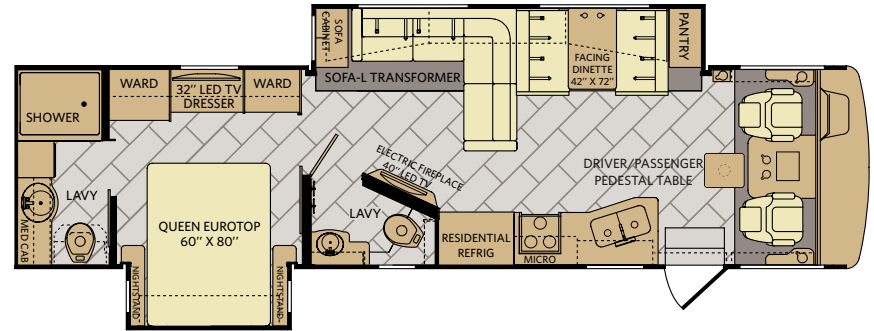 SOFA
CABINET
PANTRY
FACING
DINETTE
42" X 72"
SOFA-L TRANSFORMER
WARD
32" LED TV
DRESSER
WARD
SHOWER
ELECTRIC FIREPLACE
40" LED TV
DRIVER/PASSENGER
PEDESTAL TABLE
LAVY
MED CAB
QUEEN EUROTOP
60" X 80"
LAVY
RESIDENTIAL
REFRIG
MICRO
NIGHTSTAND
NIGHTSTAND